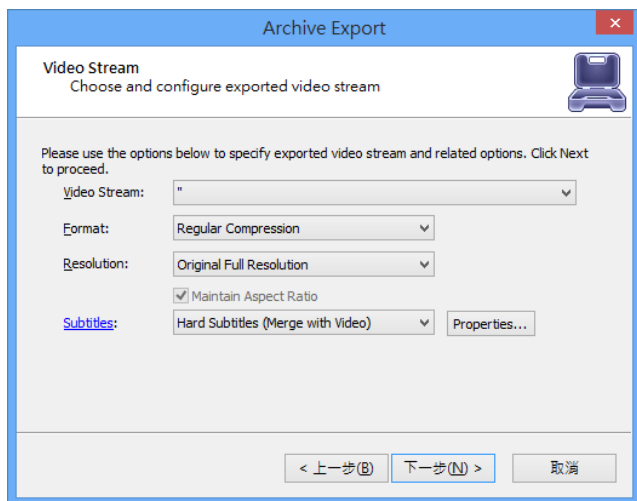 Archive Export
Video Stream
Choose and configure exported video stream
Please use the options below to specify exported video stream and related options. Click Next
to proceed.
Video Stream: "
Format: Regular Compression
Resolution: Original Full Resolution
Maintain Aspect Ratio
Subtitles: Hard Subtitles (Merge with Video) Properties...
< 上一步(B) 下一步(N) > 取消